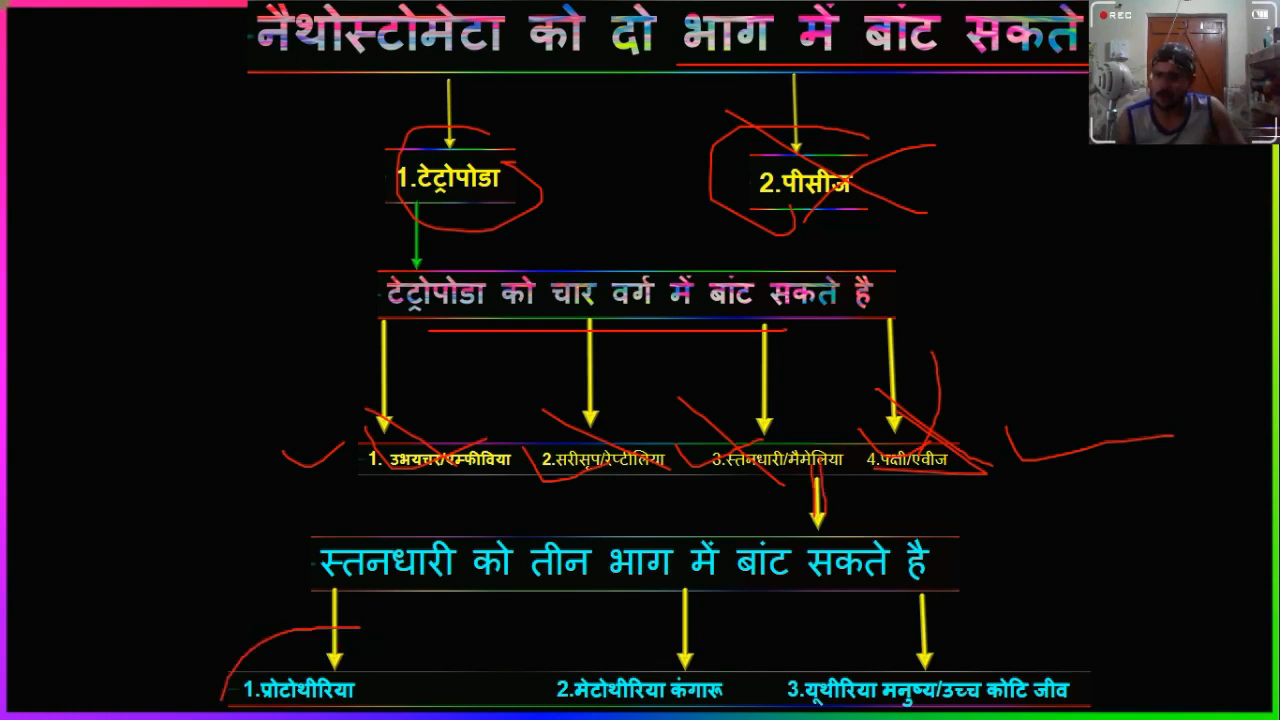 नैथोस्टोमेटा को दो भाग में बांट सकते
REC
1.टेट्रोपोडा
2.पीसीज
टेट्रोपोडा को चार वर्ग में बांट सकते है
1. उभयचर/एम्फीविया 2.सरीसृप/रेप्टीलिया 3.स्तनधारी/मैमेलिया 4.पक्षी/एवीज
स्तनधारी को तीन भाग में बांट सकते है
1.प्रोटोथीरिया 2.मेटोथीरिया कंगारू 3.यूथीरिया मनुष्य/उच्च कोटि जीव